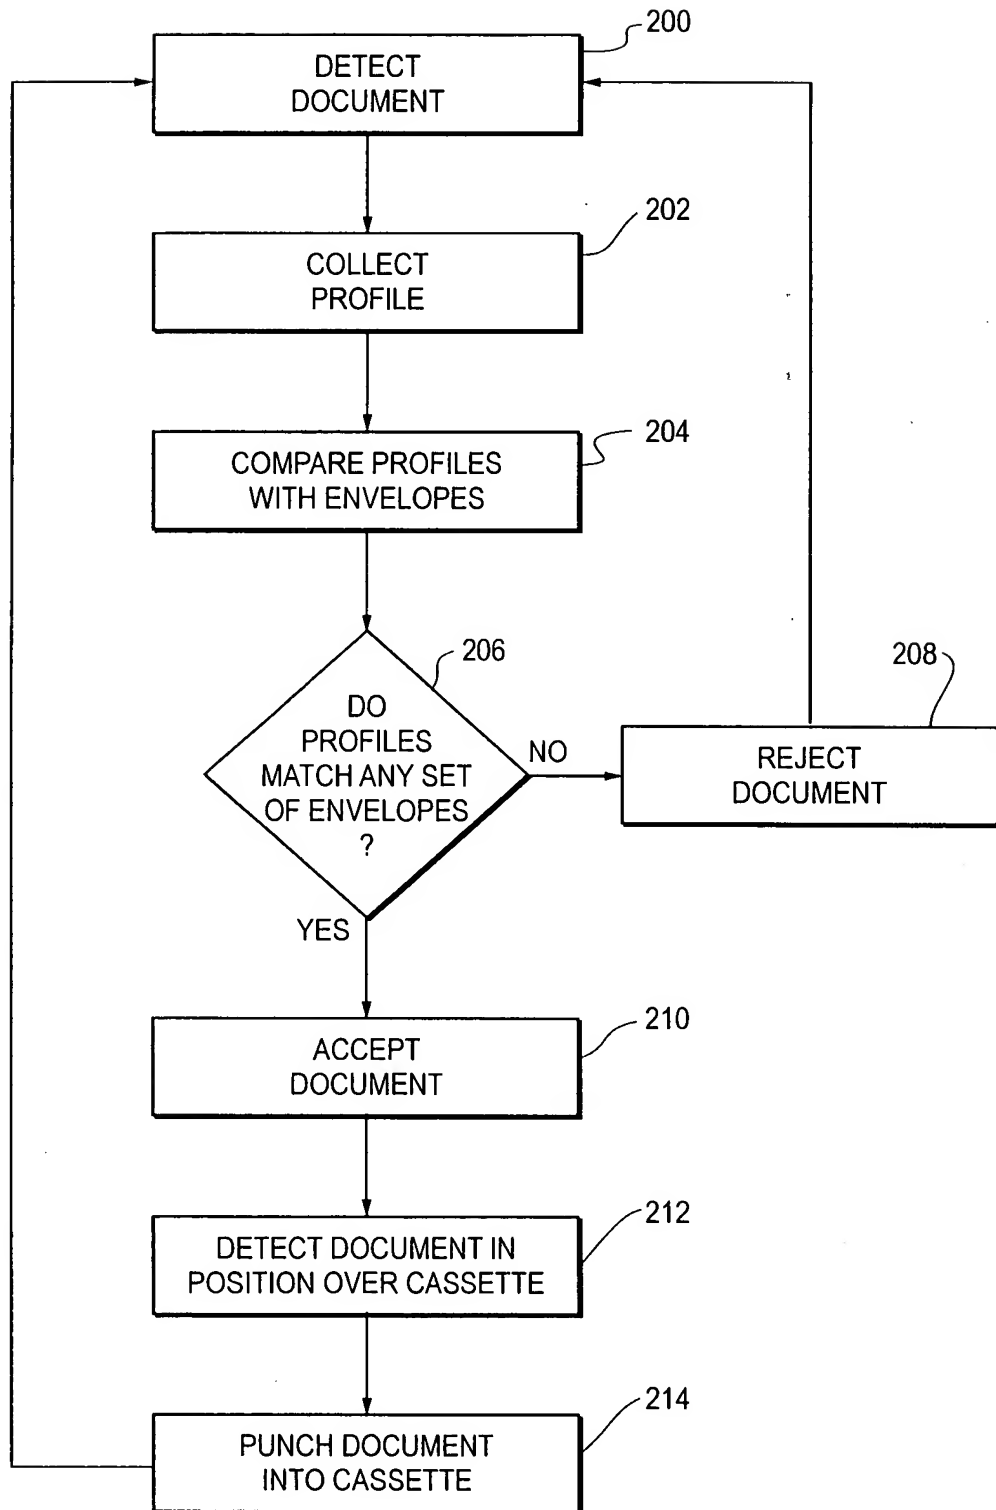 200
DETECT
DOCUMENT
202
COLLECT
PROFILE
204
COMPARE PROFILES
WITH ENVELOPES
206
DO
PROFILES
MATCH ANY SET
OF ENVELOPES
?
NO
208
REJECT
DOCUMENT
YES
210
ACCEPT
DOCUMENT
212
DETECT DOCUMENT IN
POSITION OVER CASSETTE
214
PUNCH DOCUMENT
INTO CASSETTE